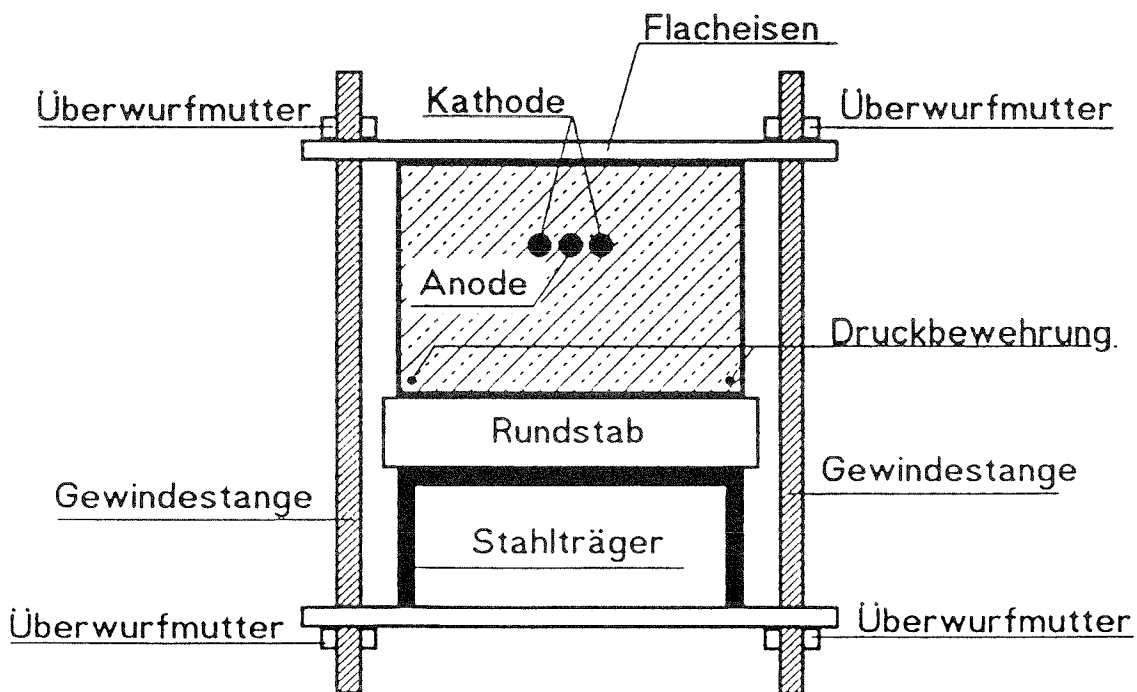 Flacheisen
Überwurfmutter
Kathode
Überwurfmutter
Anode
Druckbewehrung
Rundstab
Gewindestange
Gewindestange
Stahlträger
Überwurfmutter
Überwurfmutter